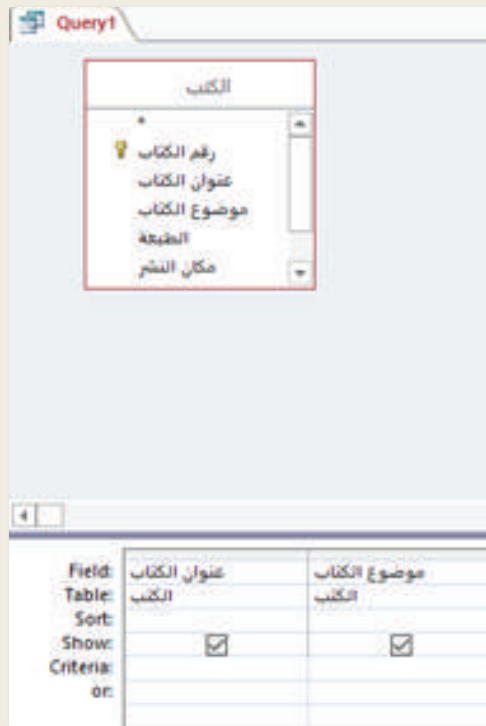 Query1
الكتب
*
رقم الكتاب
عنوان الكتاب
موضوع الكتاب
الطبعة
مكان النشر
Field: عنوان الكتاب موضوع الكتاب
Table: الكتب الكتب
Sort:
Show:
Criteria:
or: